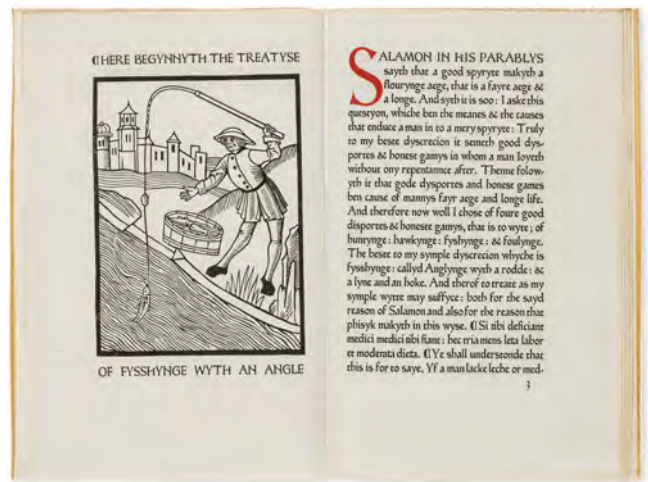 ¶HERE BEGYNNYTH THE TREATYSE
OF FYSSHYNGE WYTH AN ANGLE
SALAMON IN HIS PARABLYS
sayth that a good spyryte makyth a
flourynge aege, that is a fayre aege &
a longe. And syth it is soo: I aske this
questyon, whiche ben the meanes & the causes
that enduce a man in to a mery spyryte: Truly
to my beste dyscrecion it semeth good dys-
portes & honest gamys in whom a man Ioyeth
without ony repentannce after. Thenne folow-
yth it that gode dysportes and honest games
ben cause of mannys fayr aege and longe life.
And therefore now woll I chose of foure good
disportes & honeste gamys, that is to wyte; of
huntynge: hawkynge: fyshynge: & foulynge.
The beste to my symple dyscrecion whyche is
fysshynge: callyd Anglynge wyth a rodde: &
a lyne and an hoke. And therof to treate as my
symple wytte may suffyce: both for the sayd
reason of Salamon and also for the reason that
phisyk makyth in this wyse. ¶Si tibi deficiant
medici medici tibi fiant: hec tria mens leta labor
et moderata dieta. ¶Ye shall understonde that
this is for to saye, Yf a man lacke leche or med-
3